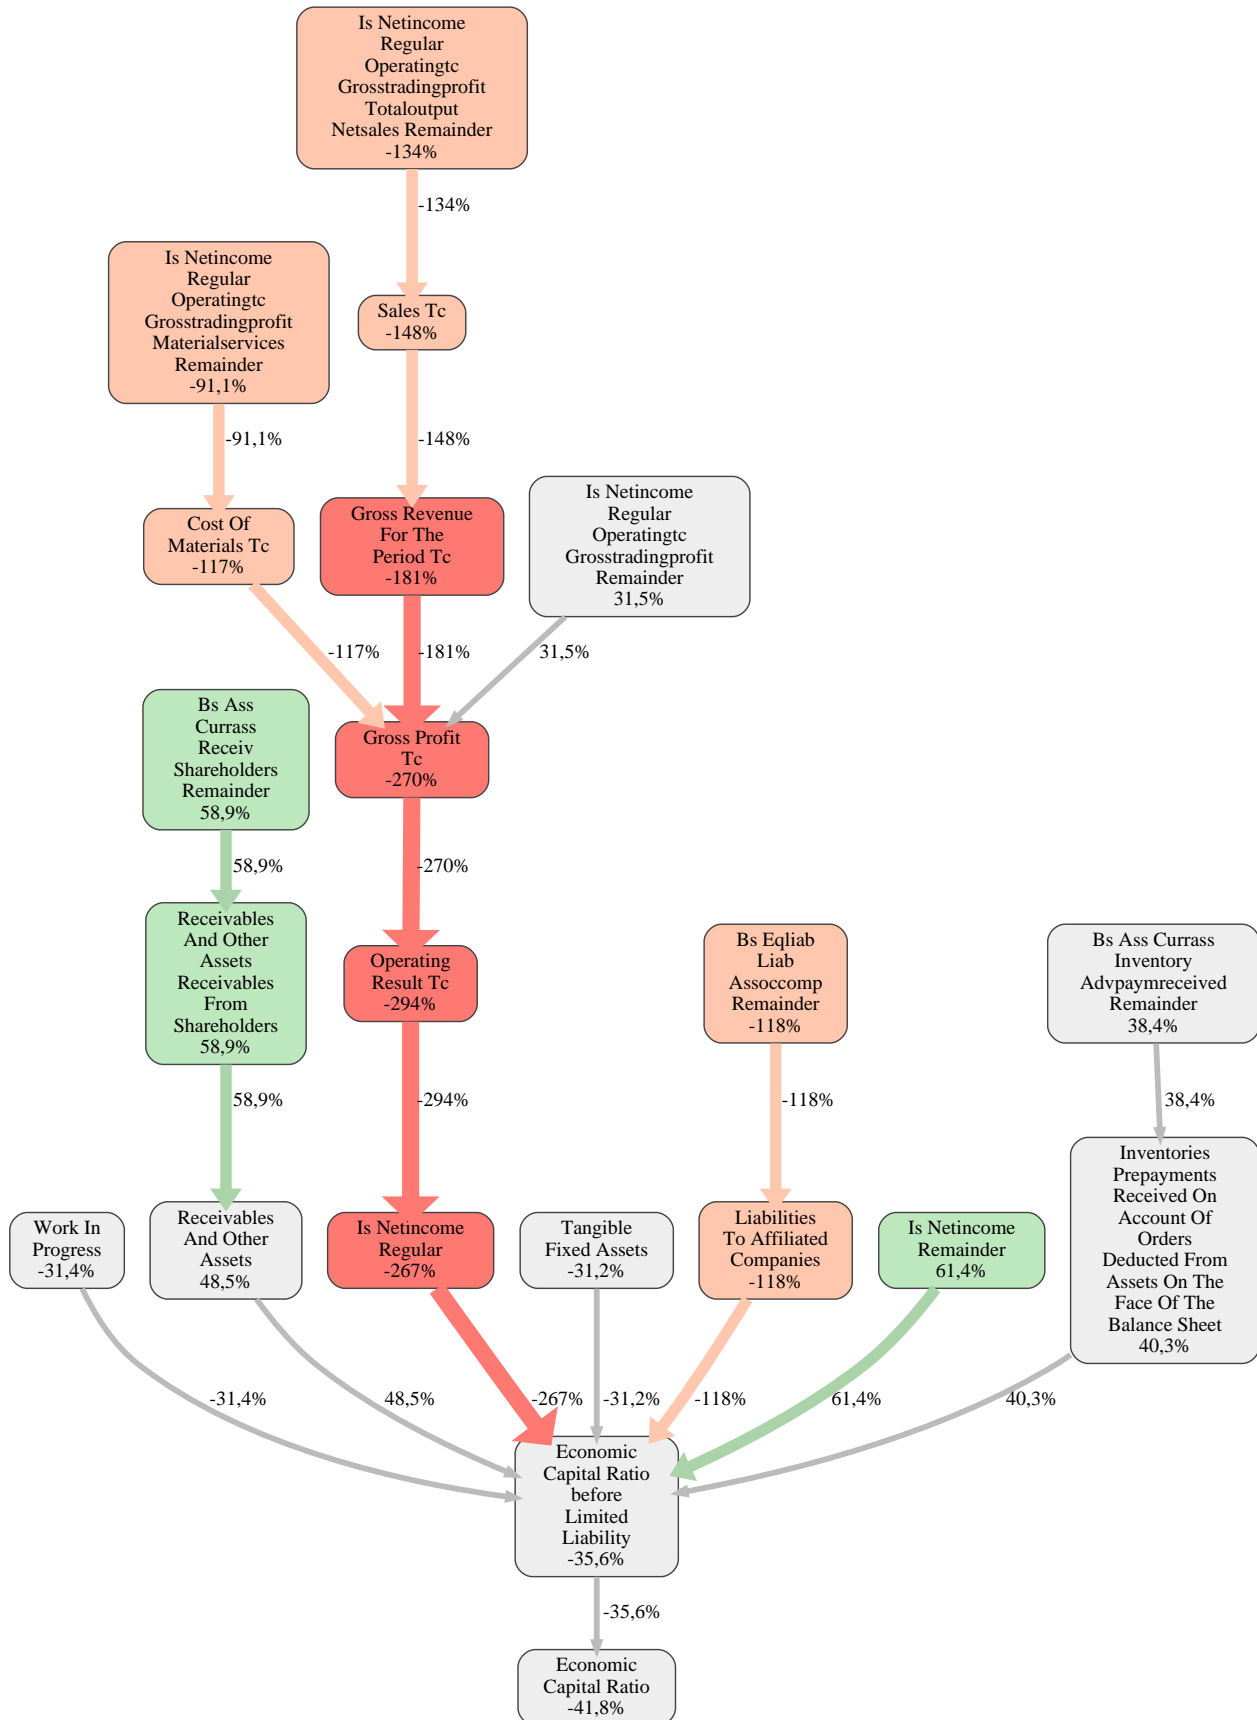 Is Netincome
Regular
Operatingtc
Grosstradingprofit
Totaloutput
Netsales Remainder
-134%
-134%
Is Netincome
Regular
Operatingtc
Grosstradingprofit
Materialservices
Remainder
-91,1%
Sales Tc
-148%
-91,1%
-148%
Is Netincome
Regular
Operatingtc
Grosstradingprofit
Remainder
31,5%
Cost Of
Materials Tc
-117%
Gross Revenue
For The
Period Tc
-181%
-117%
-181%
31,5%
Bs Ass
Currass
Receiv
Shareholders
Remainder
58,9%
Gross Profit
Tc
-270%
58,9%
-270%
Receivables
And Other
Assets
Receivables
From
Shareholders
58,9%
Operating
Result Tc
-294%
Bs Eqliab
Liab
Assoccomp
Remainder
-118%
Bs Ass Currass
Inventory
Advpaymreceived
Remainder
38,4%
58,9%
-294%
-118%
38,4%
Work In
Progress
-31,4%
Receivables
And Other
Assets
48,5%
Is Netincome
Regular
-267%
Tangible
Fixed Assets
-31,2%
Liabilities
To Affiliated
Companies
-118%
Is Netincome
Remainder
61,4%
Inventories
Prepayments
Received On
Account Of
Orders
Deducted From
Assets On The
Face Of The
Balance Sheet
40,3%
-31,4%
48,5%
-267%
-31,2%
-118%
61,4%
40,3%
Economic
Capital Ratio
before
Limited
Liability
-35,6%
-35,6%
Economic
Capital Ratio
-41,8%